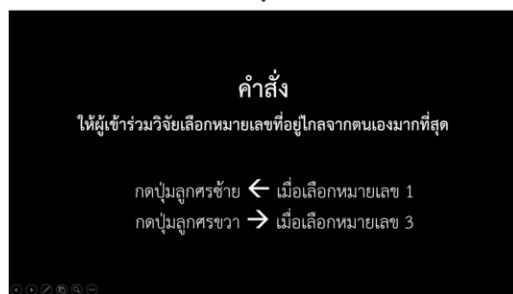 คำสั่ง
ให้ผู้เข้าร่วมวิจัยเลือกหมายเลขที่อยู่ไกลจากตนเองมากที่สุด
กดปุ่มลูกศรซ้าย ← เมื่อเลือกหมายเลข 1
กดปุ่มลูกศรขวา → เมื่อเลือกหมายเลข 3